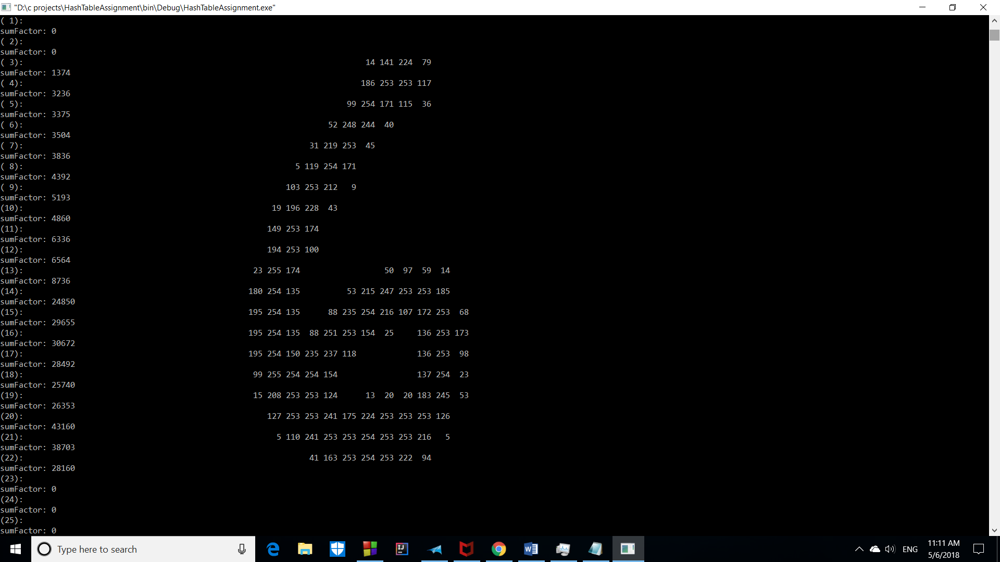 "D:\c projects\HashTableAssignment\bin\Debug\HashTableAssignment.exe"
( 1):
sumFactor: 0
( 2):
sumFactor: 0
( 3): 14 141 224 79
sumFactor: 1374
( 4): 186 253 253 117
sumFactor: 3236
( 5): 99 254 171 115 36
sumFactor: 3375
( 6): 52 248 244 40
sumFactor: 3504
( 7): 31 219 253 45
sumFactor: 3836
( 8): 5 119 254 171
sumFactor: 4392
( 9): 103 253 212 9
sumFactor: 5193
(10): 19 196 228 43
sumFactor: 4860
(11): 149 253 174
sumFactor: 6336
(12): 194 253 100
sumFactor: 6564
(13): 23 255 174 50 97 59 14
sumFactor: 8736
(14): 180 254 135 53 215 247 253 253 185
sumFactor: 24850
(15): 195 254 135 88 235 254 216 107 172 253 68
sumFactor: 29655
(16): 195 254 135 88 251 253 154 25 136 253 173
sumFactor: 30672
(17): 195 254 150 235 237 118 136 253 98
sumFactor: 28492
(18): 99 255 254 254 154 137 254 23
sumFactor: 25740
(19): 15 208 253 253 124 13 20 20 183 245 53
sumFactor: 26353
(20): 127 253 253 241 175 224 253 253 253 126
sumFactor: 43160
(21): 5 110 241 253 253 254 253 253 216 5
sumFactor: 38703
(22): 41 163 253 254 253 222 94
sumFactor: 28160
(23):
sumFactor: 0
(24):
sumFactor: 0
(25):
sumFactor: 0
Type here to search
ENG
11:11 AM
5/6/2018